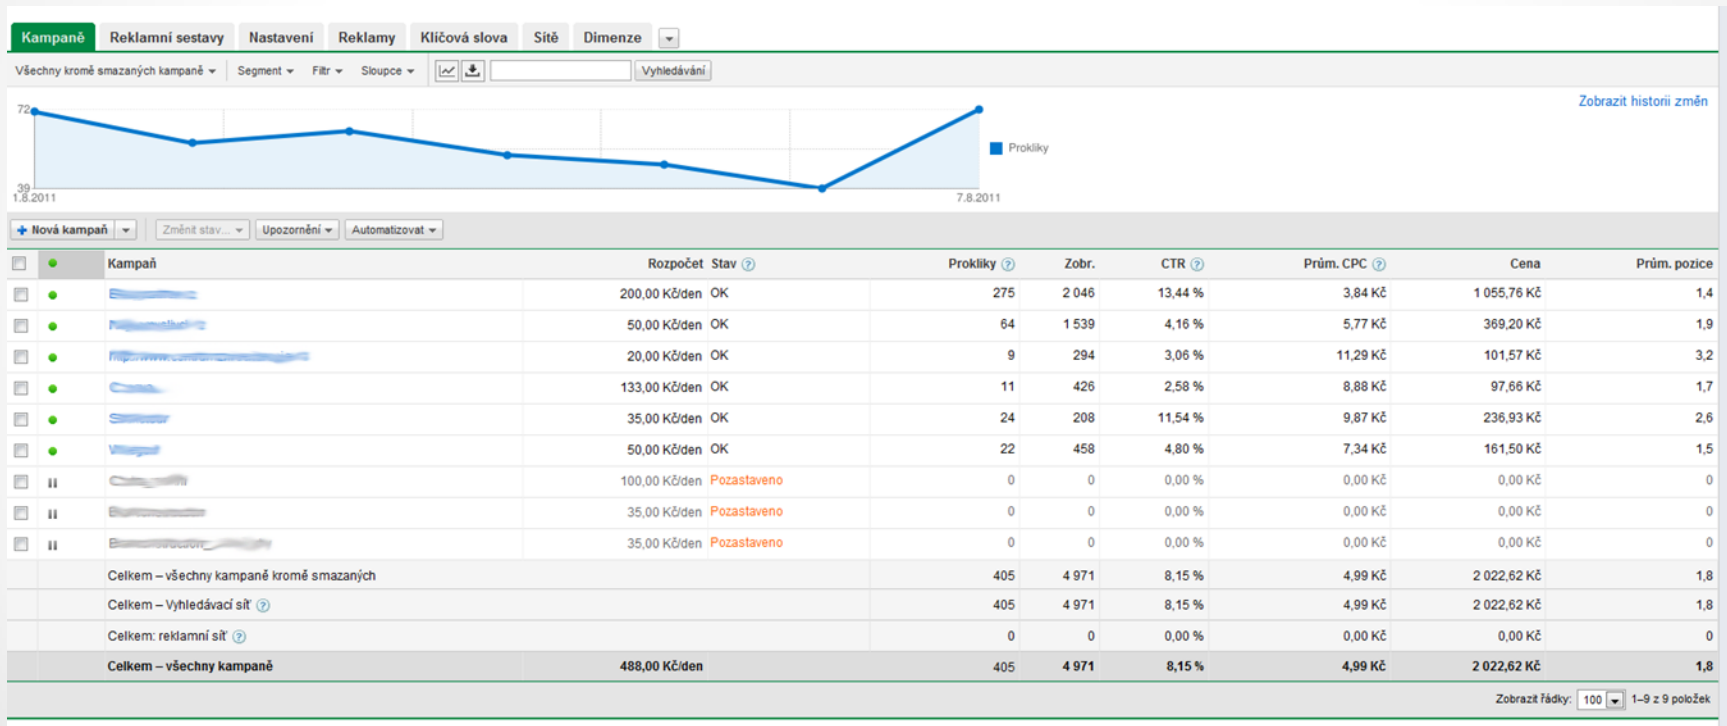 Kampaně Reklamní sestavy Nastavení Reklamy Klíčová slova Sítě Dimenze
Všechny kromě smazaných kampaně Segment Filtr Sloupce Vyhledávání
Zobrazit historii změn
72
Prokliky
39
1.8.2011 7.8.2011
Nová kampaň Změnit stav... Upozornění Automatizovat
Kampaň Rozpočet Stav ? Prokliky ? Zobr. CTR ? Prům. CPC ? Cena Prům. pozice
200,00 Kč/den OK 275 2 046 13,44 % 3,84 Kč 1 055,76 Kč 1,4
50,00 Kč/den OK 64 1 539 4,16 % 5,77 Kč 369,20 Kč 1,9
20,00 Kč/den OK 9 294 3,06 % 11,29 Kč 101,57 Kč 3,2
133,00 Kč/den OK 11 426 2,58 % 8,88 Kč 97,66 Kč 1,7
35,00 Kč/den OK 24 208 11,54 % 9,87 Kč 236,93 Kč 2,6
50,00 Kč/den OK 22 458 4,80 % 7,34 Kč 161,50 Kč 1,5
100,00 Kč/den Pozastaveno 0 0 0,00 % 0,00 Kč 0,00 Kč 0
35,00 Kč/den Pozastaveno 0 0 0,00 % 0,00 Kč 0,00 Kč 0
35,00 Kč/den Pozastaveno 0 0 0,00 % 0,00 Kč 0,00 Kč 0
Celkem – všechny kampaně kromě smazaných 405 4 971 8,15 % 4,99 Kč 2 022,62 Kč 1,8
Celkem – Vyhledávací síť ? 405 4 971 8,15 % 4,99 Kč 2 022,62 Kč 1,8
Celkem: reklamní síť ? 0 0 0,00 % 0,00 Kč 0,00 Kč 0
Celkem – všechny kampaně 488,00 Kč/den 405 4 971 8,15 % 4,99 Kč 2 022,62 Kč 1,8
Zobrazit řádky: 100 1–9 z 9 položek